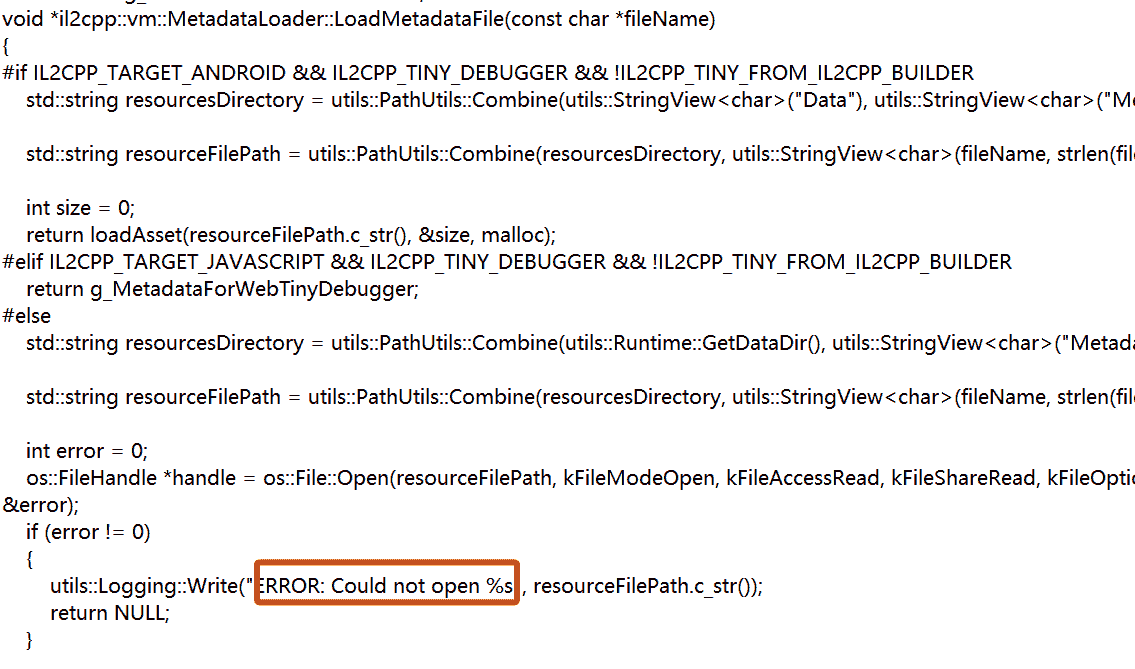 void *il2cpp::vm::MetadataLoader::LoadMetadataFile(const char *fileName)
{
#if IL2CPP_TARGET_ANDROID && IL2CPP_TINY_DEBUGGER && !IL2CPP_TINY_FROM_IL2CPP_BUILDER
std::string resourcesDirectory = utils::PathUtils::Combine(utils::StringView<char>("Data"), utils::StringView<char>("Me
std::string resourceFilePath = utils::PathUtils::Combine(resourcesDirectory, utils::StringView<char>(fileName, strlen(file
int size = 0;
return loadAsset(resourceFilePath.c_str(), &size, malloc);
#elif IL2CPP_TARGET_JAVASCRIPT && IL2CPP_TINY_DEBUGGER && !IL2CPP_TINY_FROM_IL2CPP_BUILDER
return g_MetadataForWebTinyDebugger;
#else
std::string resourcesDirectory = utils::PathUtils::Combine(utils::Runtime::GetDataDir(), utils::StringView<char>("Metada
std::string resourceFilePath = utils::PathUtils::Combine(resourcesDirectory, utils::StringView<char>(fileName, strlen(file
int error = 0;
os::FileHandle *handle = os::File::Open(resourceFilePath, kFileModeOpen, kFileAccessRead, kFileShareRead, kFileOptio
&error);
if (error != 0)
{
utils::Logging::Write("ERROR: Could not open %s", resourceFilePath.c_str());
return NULL;
}